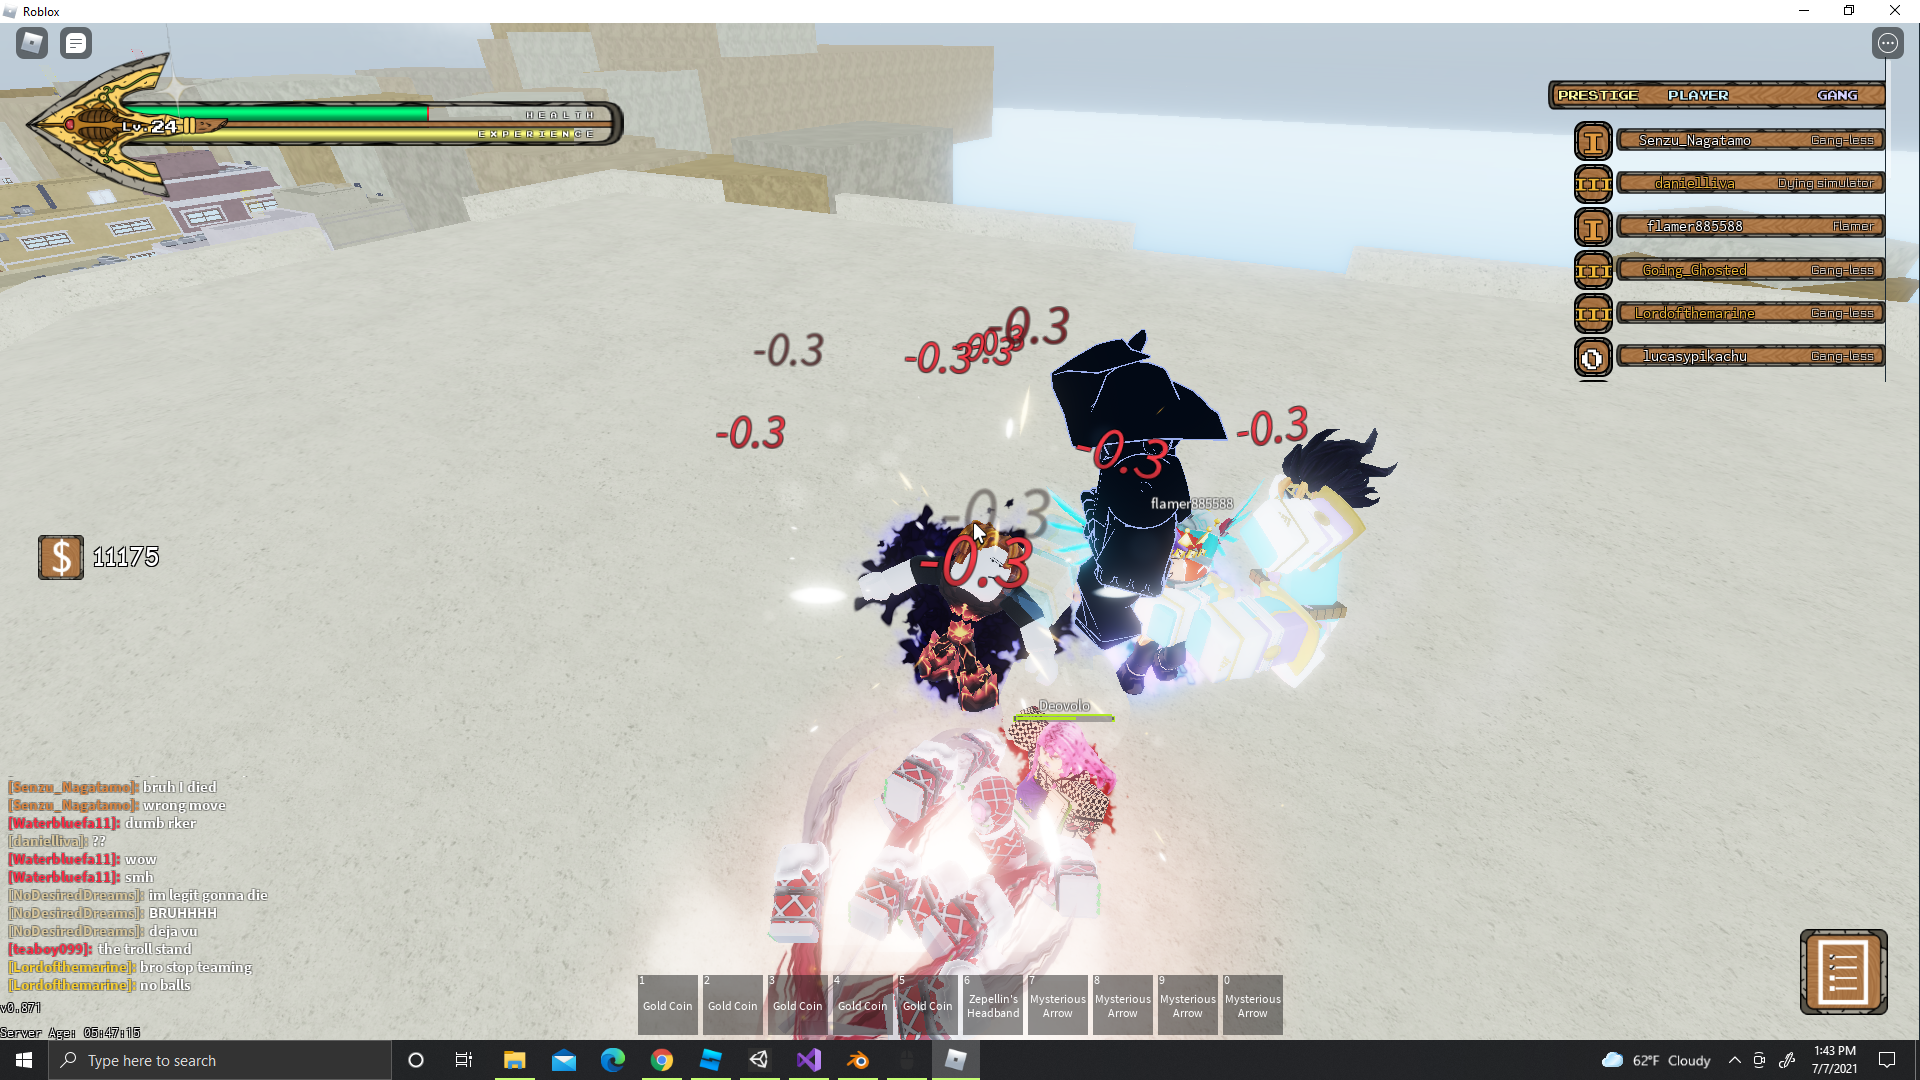 Roblox
HEALTH
Lv.24
EXPERIENCE
PRESTIGE PLAYER GANG
I Senzu_Nagatamo Gang-less
III danielliva Dying simulator
I flamer885588 Flamer
III Going_Ghosted Gang-less
III Lordofthemarine Gang-less
0 lucasypikachu Gang-less
-0.3
-0.3
-0.3
-0.3
-0.3
-0.3
-0.3
-0.3
-0.3
flamer885588
-0.3
$ 11175
Deovolo
[Senzu_Nagatamo]: bruh I died
[Senzu_Nagatamo]: wrong move
[Waterbluefa11]: dumb rker
[danielliva]: ??
[Waterbluefa11]: wow
[Waterbluefa11]: smh
[NoDesiredDreams]: im legit gonna die
[NoDesiredDreams]: BRUHHHH
[NoDesiredDreams]: deja vu
[teaboy099]: the troll stand
[Lordofthemarine]: bro stop teaming
[Lordofthemarine]: no balls
v0.871
Server Age: 05:47:15
1 Gold Coin
2 Gold Coin
3 Gold Coin
4 Gold Coin
5 Gold Coin
6 Zepellin's Headband
7 Mysterious Arrow
8 Mysterious Arrow
9 Mysterious Arrow
0 Mysterious Arrow
Type here to search
62°F Cloudy
1:43 PM
7/7/2021